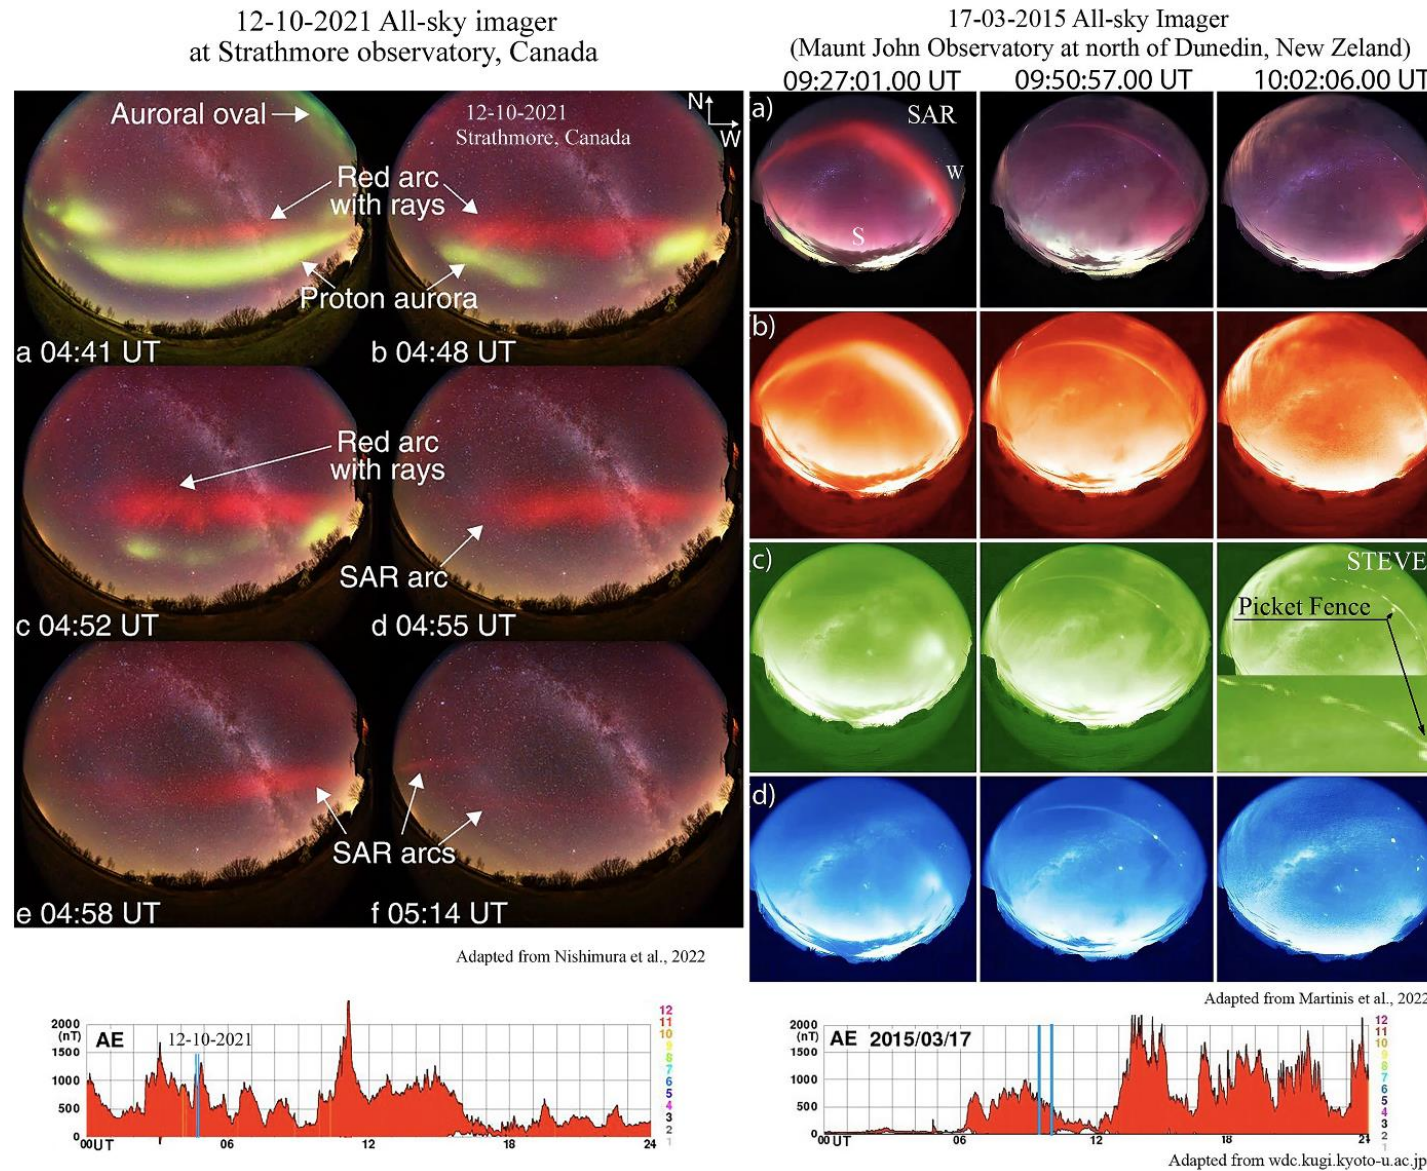 12-10-2021 All-sky imager
at Strathmore observatory, Canada
Auroral oval
12-10-2021
Strathmore, Canada
N
W
Red arc
with rays
Proton aurora
a 04:41 UT
b 04:48 UT
Red arc
with rays
SAR arc
c 04:52 UT
d 04:55 UT
SAR arcs
e 04:58 UT
f 05:14 UT
Adapted from Nishimura et al., 2022
2000
(nT)
1500
1000
500
0
AE
12-10-2021
00UT
06
12
18
24
12
11
10
9
8
7
6
5
4
3
2
1
17-03-2015 All-sky Imager
(Maunt John Observatory at north of Dunedin, New Zeland)
09:27:01.00 UT
09:50:57.00 UT
10:02:06.00 UT
a)
SAR
W
S
b)
c)
STEVE
Picket Fence
d)
Adapted from Martinis et al., 2022
2000
(nT)
1500
1000
500
0
AE 2015/03/17
00 UT
06
12
18
21
12
11
10
9
8
7
6
5
4
3
2
1
Adapted from wdc.kugi.kyoto-u.ac.jp